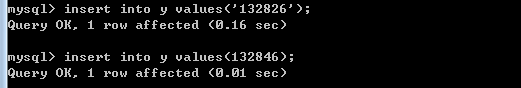 mysql> insert into y values('132826');
Query OK, 1 row affected (0.16 sec)
mysql> insert into y values(132846);
Query OK, 1 row affected (0.01 sec)